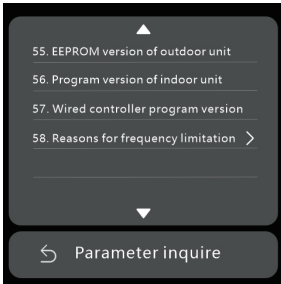 55. EEPROM version of outdoor unit
56. Program version of indoor unit
57. Wired controller program version
58. Reasons for frequency limitation
Parameter inquire